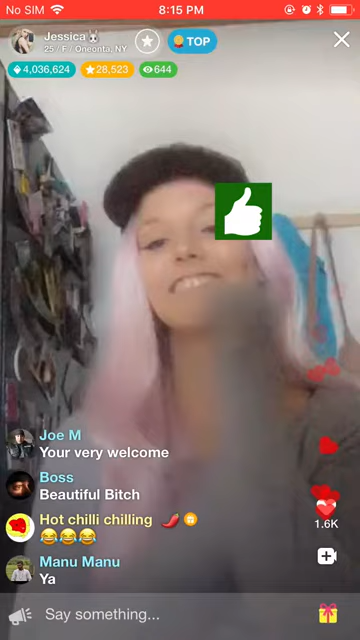 No SIM
8:15 PM
Jessica
25 / F / Oneonta, NY
TOP
4,036,624
28,523
644
Joe M
Your very welcome
Boss
Beautiful Bitch
Hot chilli chilling
Manu Manu
Ya
1.6K
Say something...